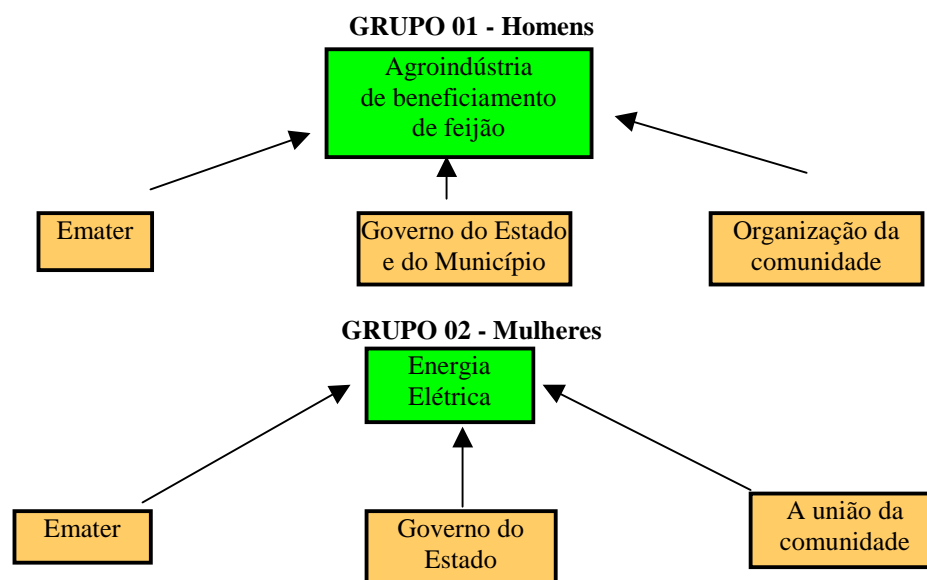 GRUPO 01 - Homens
Agroindústria
de beneficiamento
de feijão
Emater
Governo do Estado
e do Município
Organização da
comunidade
GRUPO 02 - Mulheres
Energia
Elétrica
Emater
Governo do
Estado
A união da
comunidade